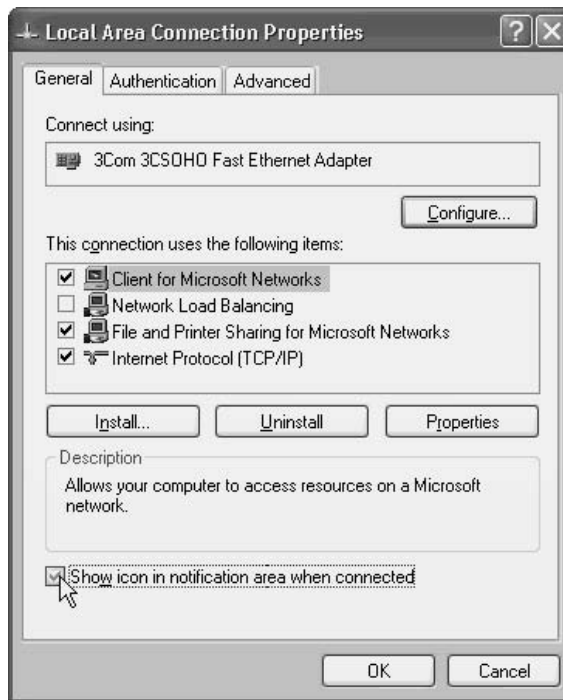 Local Area Connection Properties
General Authentication Advanced
Connect using:
3Com 3CSOHO Fast Ethernet Adapter
Configure...
This connection uses the following items:
Client for Microsoft Networks
Network Load Balancing
File and Printer Sharing for Microsoft Networks
Internet Protocol (TCP/IP)
Install... Uninstall Properties
Description
Allows your computer to access resources on a Microsoft
network.
Show icon in notification area when connected
OK Cancel